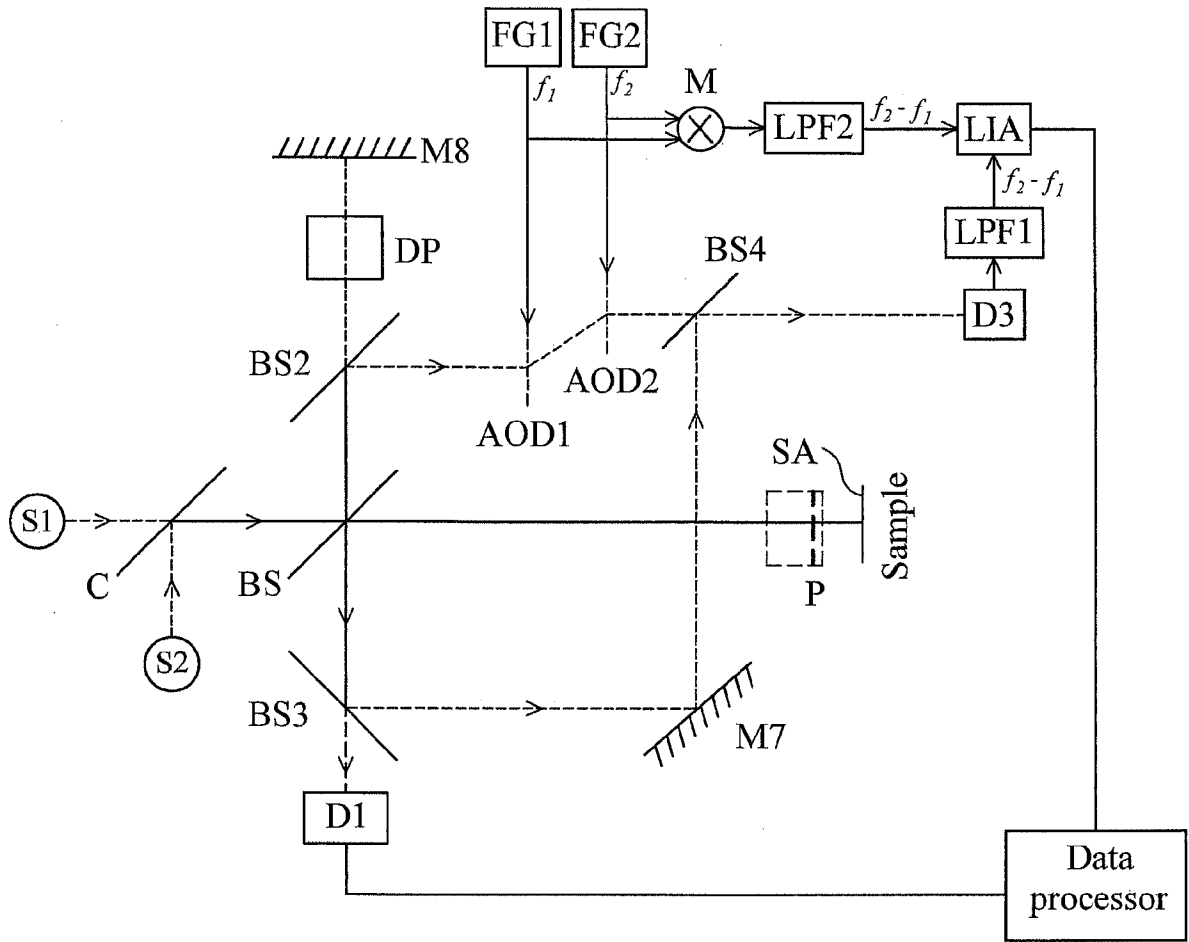 FG1
FG2
f1
f2
M
LPF2
f2-f1
LIA
M8
f2-f1
DP
BS4
LPF1
D3
BS2
AOD2
AOD1
SA
S1
Sample
C
BS
P
S2
BS3
M7
D1
Data
processor